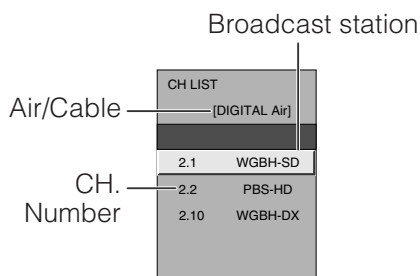 Broadcast station
CH LIST
Air/Cable
[DIGITAL Air]
2.1 WGBH-SD
CH.
Number
2.2 PBS-HD
2.10 WGBH-DX